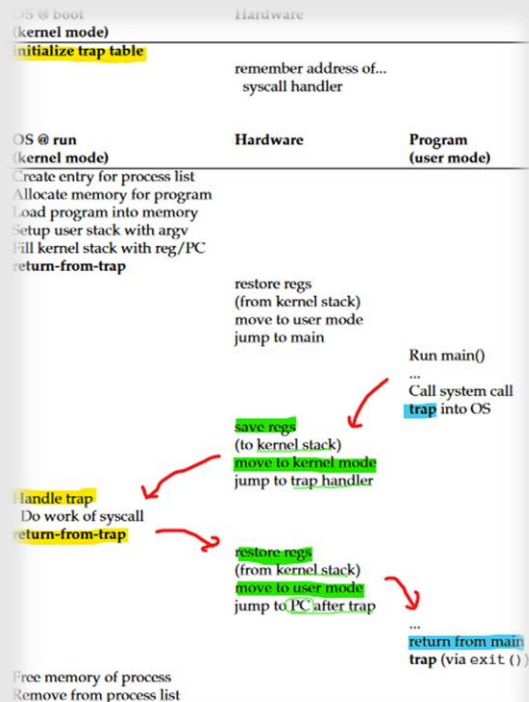 OS @ boot
Hardware
(kernel mode)
initialize trap table
remember address of...
syscall handler
OS @ run
Hardware
Program
(kernel mode)
(user mode)
Create entry for process list
Allocate memory for program
Load program into memory
Setup user stack with argv
Fill kernel stack with reg/PC
return-from-trap
restore regs
(from kernel stack)
move to user mode
jump to main
Run main()
...
Call system call
trap into OS
save regs
(to kernel stack)
move to kernel mode
jump to trap handler
Handle trap
Do work of syscall
return-from-trap
restore regs
(from kernel stack)
move to user mode
jump to PC after trap
...
return from main
trap (via exit())
Free memory of process
Remove from process list